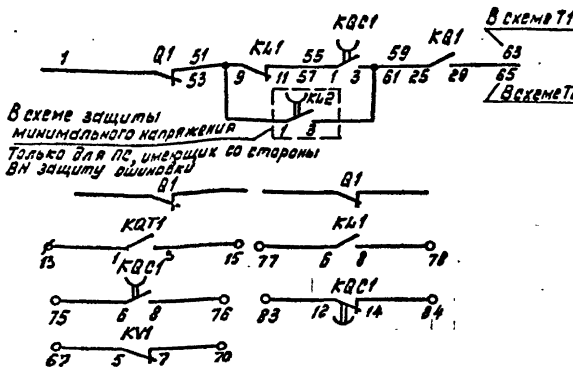 В схеме Т1
1
Q1
51
53
9
KL1
11
55
57
KQC1
1 3
59
61
KQ1
25 28
63
65
В схеме Т
KL2
1 3
В схеме защиты
минимального напряжения
Только для ПС, имеющих со стороны
ВН защиту ошиновки
Q1 Q1
KQT1 KL1
13 1 3 15 77 6 8 78
KQC1 KQC1
75 6 8 76 83 12 14 84
KV1
67 5 7 70